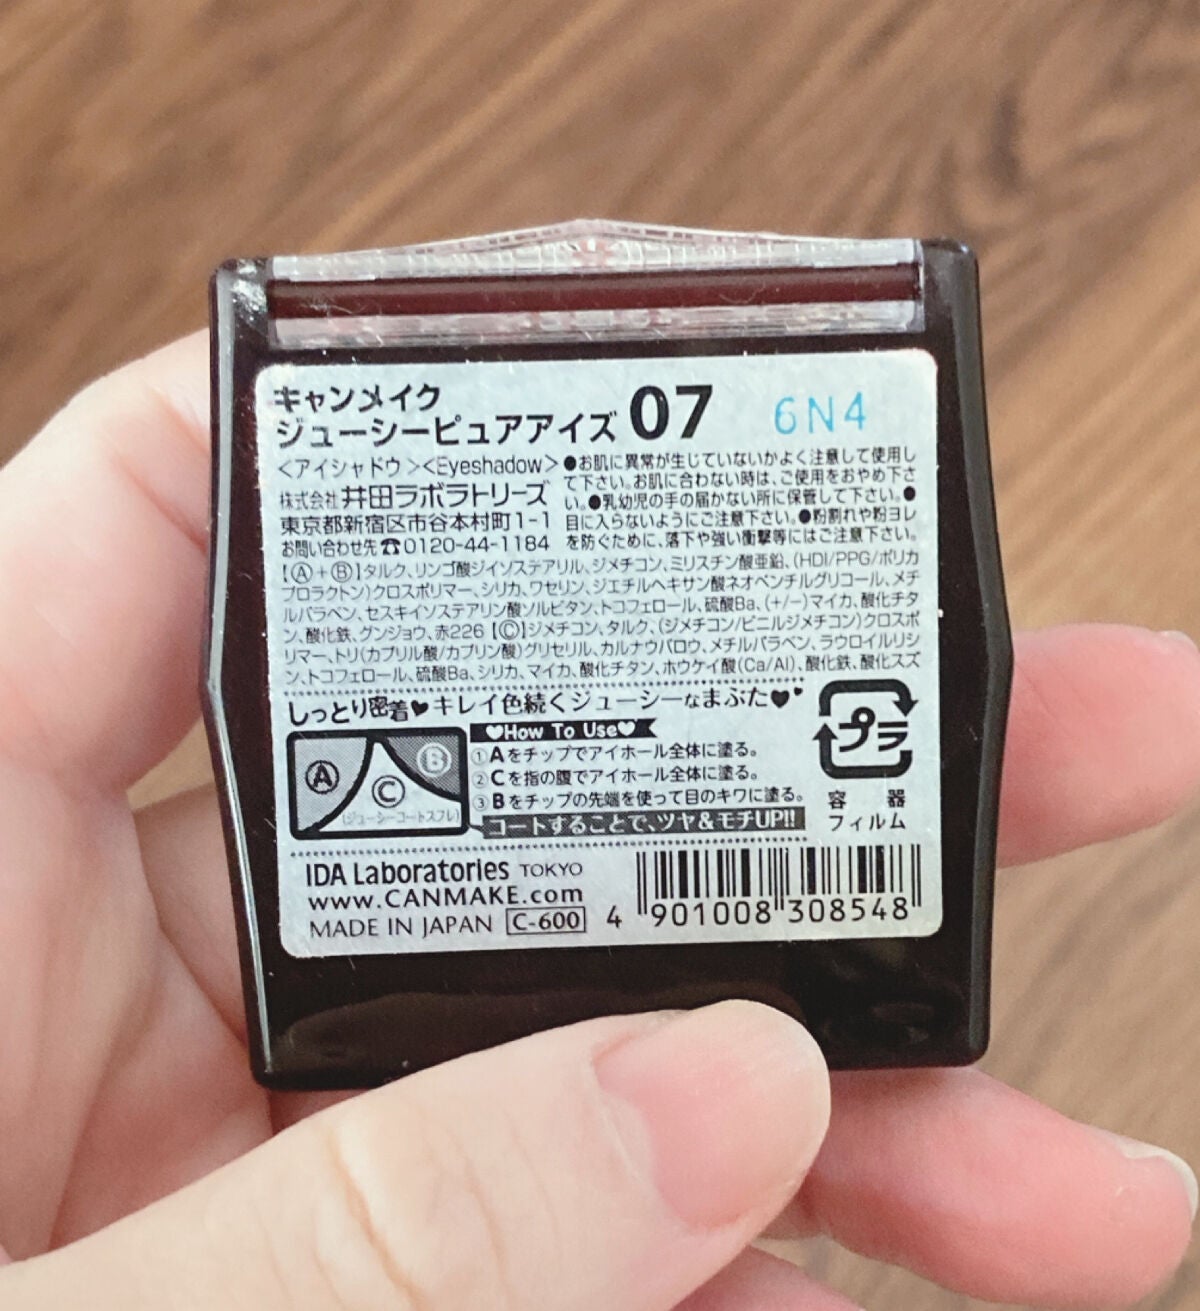 キャンメイク
ジューシーピュアアイズ 07
6N4
<アイシャドウ><Eyeshadow>
株式会社 井田ラボラトリーズ
東京都新宿区市谷本村町1-1
お問い合わせ先☎0120-44-1184
●お肌に異常が生じていないかよく注意して使用し
て下さい。お肌に合わない時は、ご使用をおやめ下さ
い。●乳幼児の手の届かない所に保管して下さい。●
目に入らないようにご注意下さい。●粉割れや粉ヨレ
を防ぐために、落下や強い衝撃等にはご注意下さい。
【Ⓐ+Ⓑ】タルク、リンゴ酸ジイソステアリル、ジメチコン、ミリスチン酸亜鉛、(HDI/PPG/ポリカ
プロラクトン)クロスポリマー、シリカ、ワセリン、ジエチルヘキサン酸ネオペンチルグリコール、メチ
ルパラベン、セスキイソステアリン酸ソルビタン、トコフェロール、硫酸Ba、(+/−)マイカ、酸化チタ
ン、酸化鉄、グンジョウ、赤226【Ⓒ】ジメチコン、タルク、(ジメチコン/ビニルジメチコン)クロスポ
リマー、トリ(カプリル酸/カプリン酸)グリセリル、カルナウバロウ、メチルパラベン、ラウロイルリシ
ン、トコフェロール、硫酸Ba、シリカ、マイカ、酸化チタン、ホウケイ酸(Ca/Al)、酸化鉄、酸化スズ
しっとり密着♥キレイ色続くジューシーなまぶた♥
A
B
C
(ジューシーコートスフレ)
♥How To Use♥
①Aをチップでアイホール全体に塗る。
②Cを指の腹でアイホール全体に塗る。
③Bをチップの先端を使って目のキワに塗る。
コートすることで、ツヤ&モチUP!!
プラ
容器
フィルム
IDA Laboratories TOKYO
www.CANMAKE.com
MADE IN JAPAN C-600
4 901008 308548